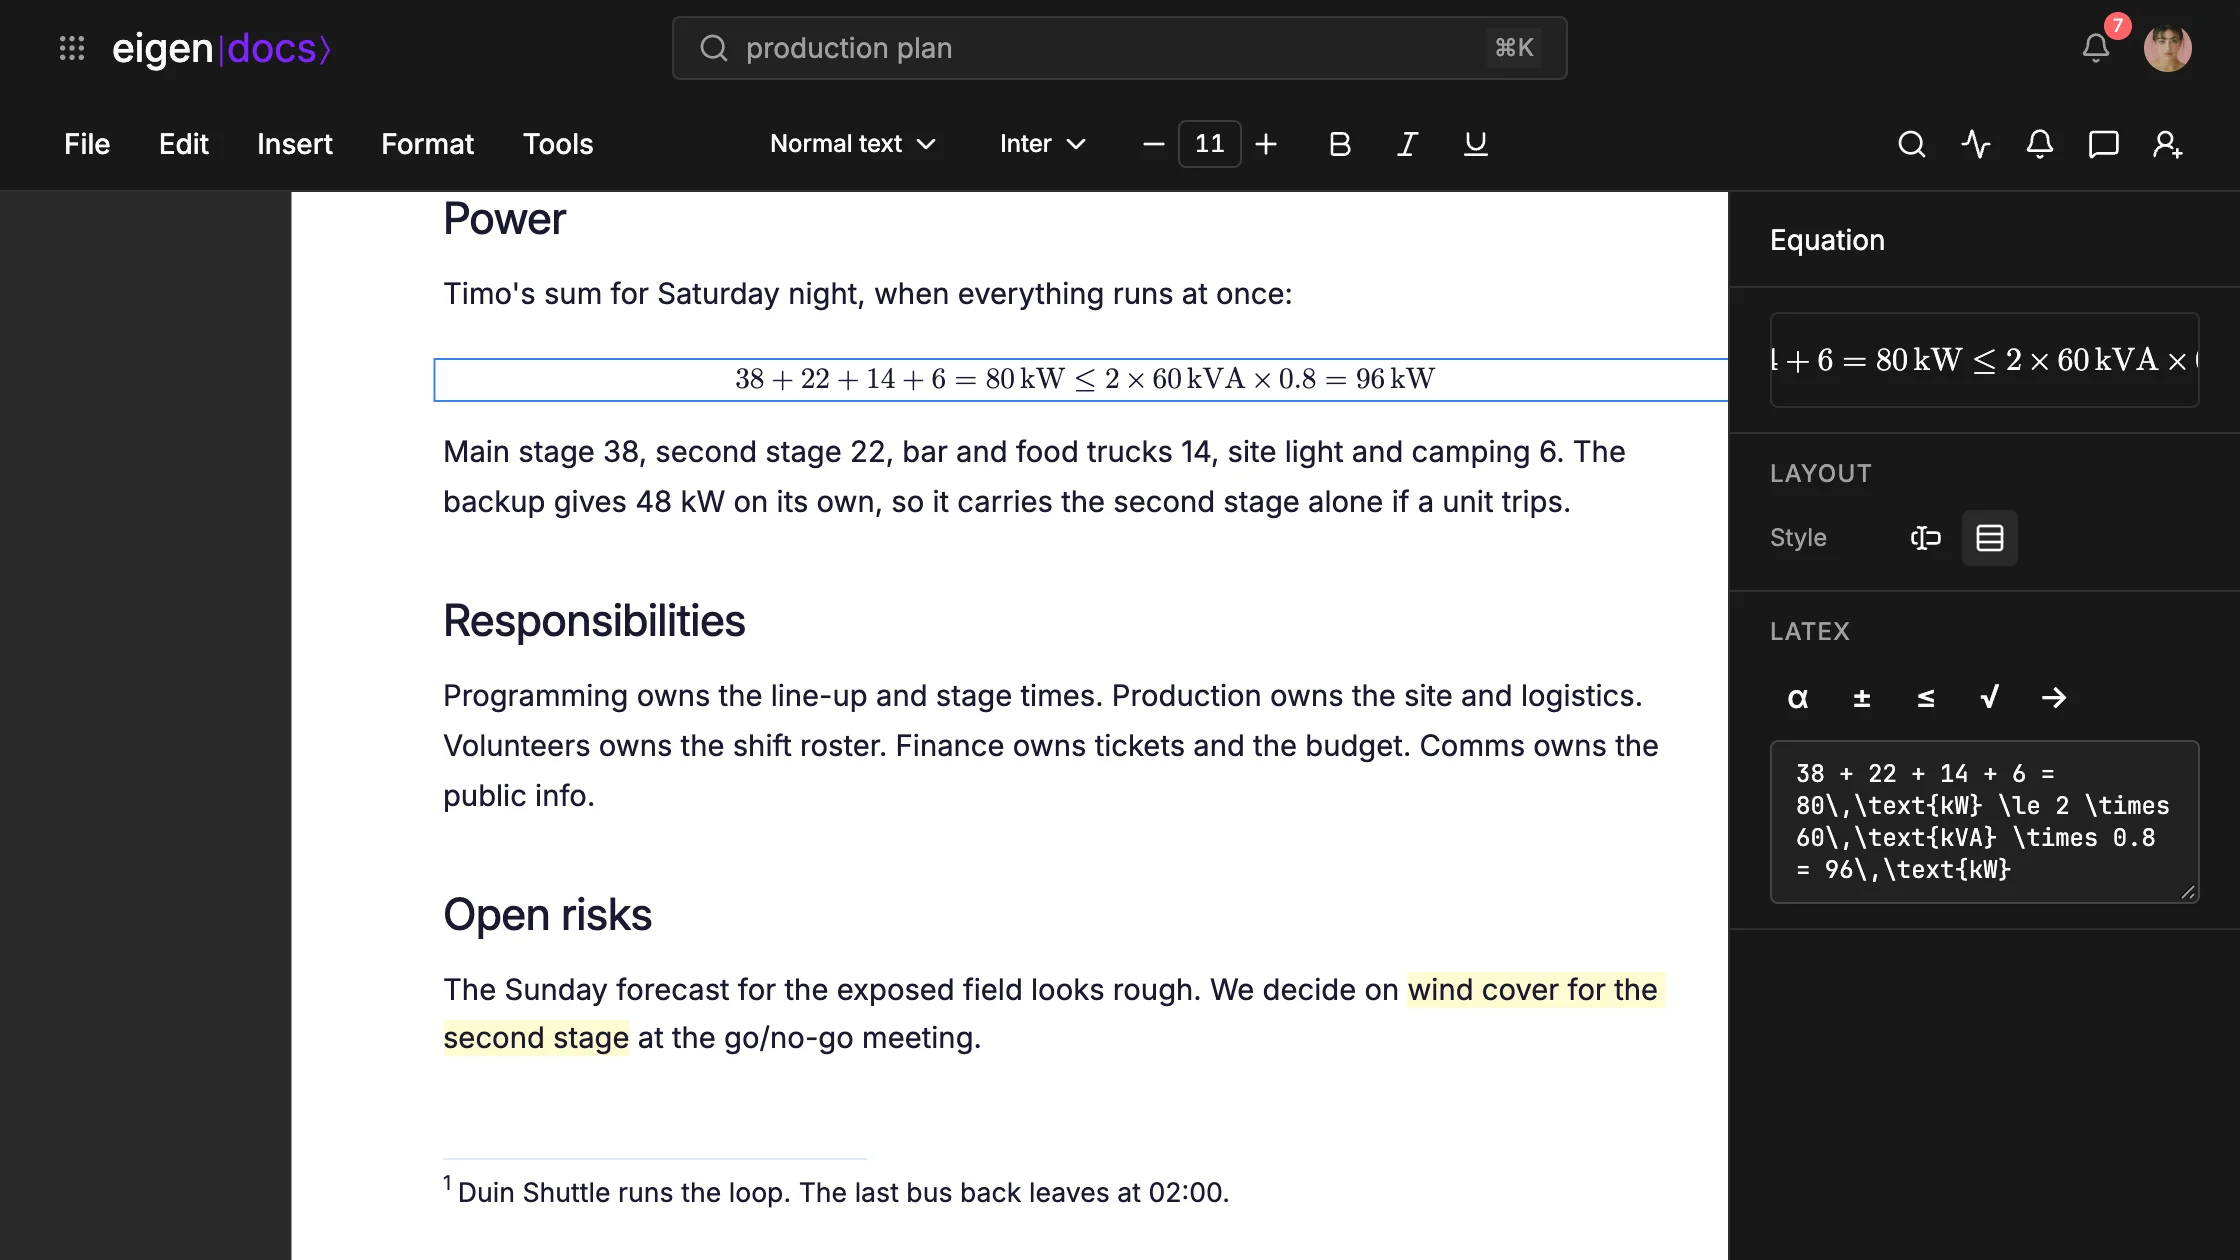 eigen|docs⟩
production plan
⌘K
7
File Edit Insert Format Tools
Normal text
Inter
11
B I U
Power
Timo's sum for Saturday night, when everything runs at once:
38 + 22 + 14 + 6 = 80 kW ≤ 2 × 60 kVA × 0.8 = 96 kW
Main stage 38, second stage 22, bar and food trucks 14, site light and camping 6. The
backup gives 48 kW on its own, so it carries the second stage alone if a unit trips.
Responsibilities
Programming owns the line-up and stage times. Production owns the site and logistics.
Volunteers owns the shift roster. Finance owns tickets and the budget. Comms owns the
public info.
Open risks
The Sunday forecast for the exposed field looks rough. We decide on wind cover for the
second stage at the go/no-go meeting.
1 Duin Shuttle runs the loop. The last bus back leaves at 02:00.
Equation
+ 6 = 80 kW ≤ 2 × 60 kVA ×
LAYOUT
Style
LATEX
α ± ≤ √ →
38 + 22 + 14 + 6 =
80\,\text{kW} \le 2 \times
60\,\text{kVA} \times 0.8
= 96\,\text{kW}